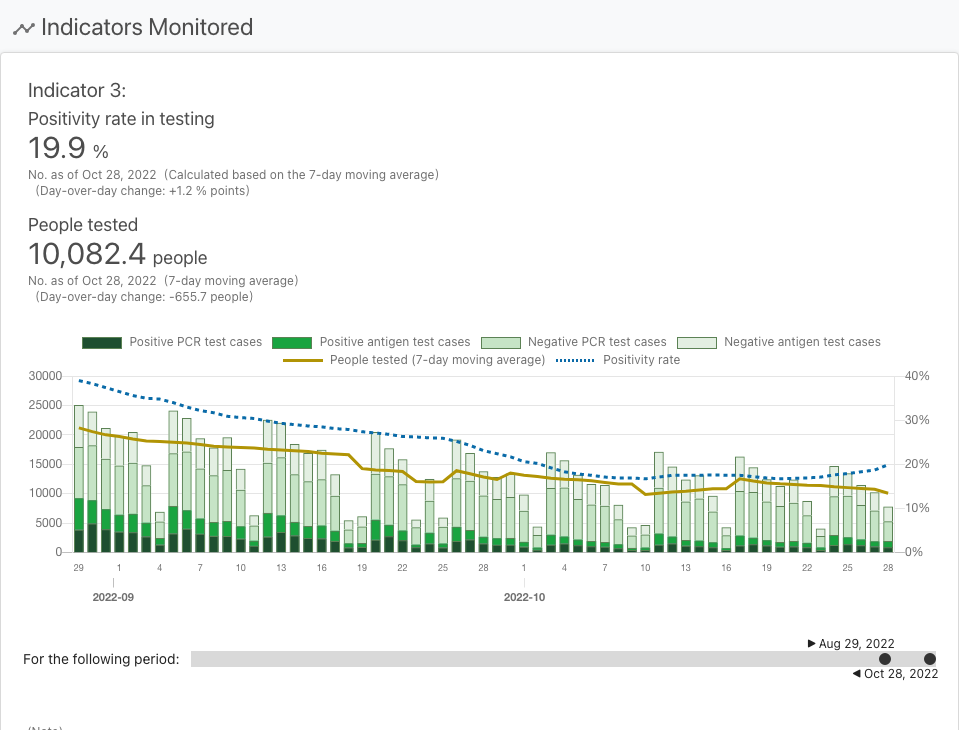 Indicators Monitored
Indicator 3:
Positivity rate in testing
19.9 %
No. as of Oct 28, 2022 (Calculated based on the 7-day moving average)
(Day-over-day change: +1.2 % points)
People tested
10,082.4 people
No. as of Oct 28, 2022 (7-day moving average)
(Day-over-day change: -655.7 people)
Positive PCR test cases Positive antigen test cases Negative PCR test cases Negative antigen test cases
People tested (7-day moving average) Positivity rate
30000 40%
25000
30%
20000
15000 20%
10000
10%
5000
0 0%
29 1 4 7 10 13 16 19 22 25 28 1 4 7 10 13 16 19 22 25 28
2022-09 2022-10
▶ Aug 29, 2022
For the following period:
◀ Oct 28, 2022
(Note)